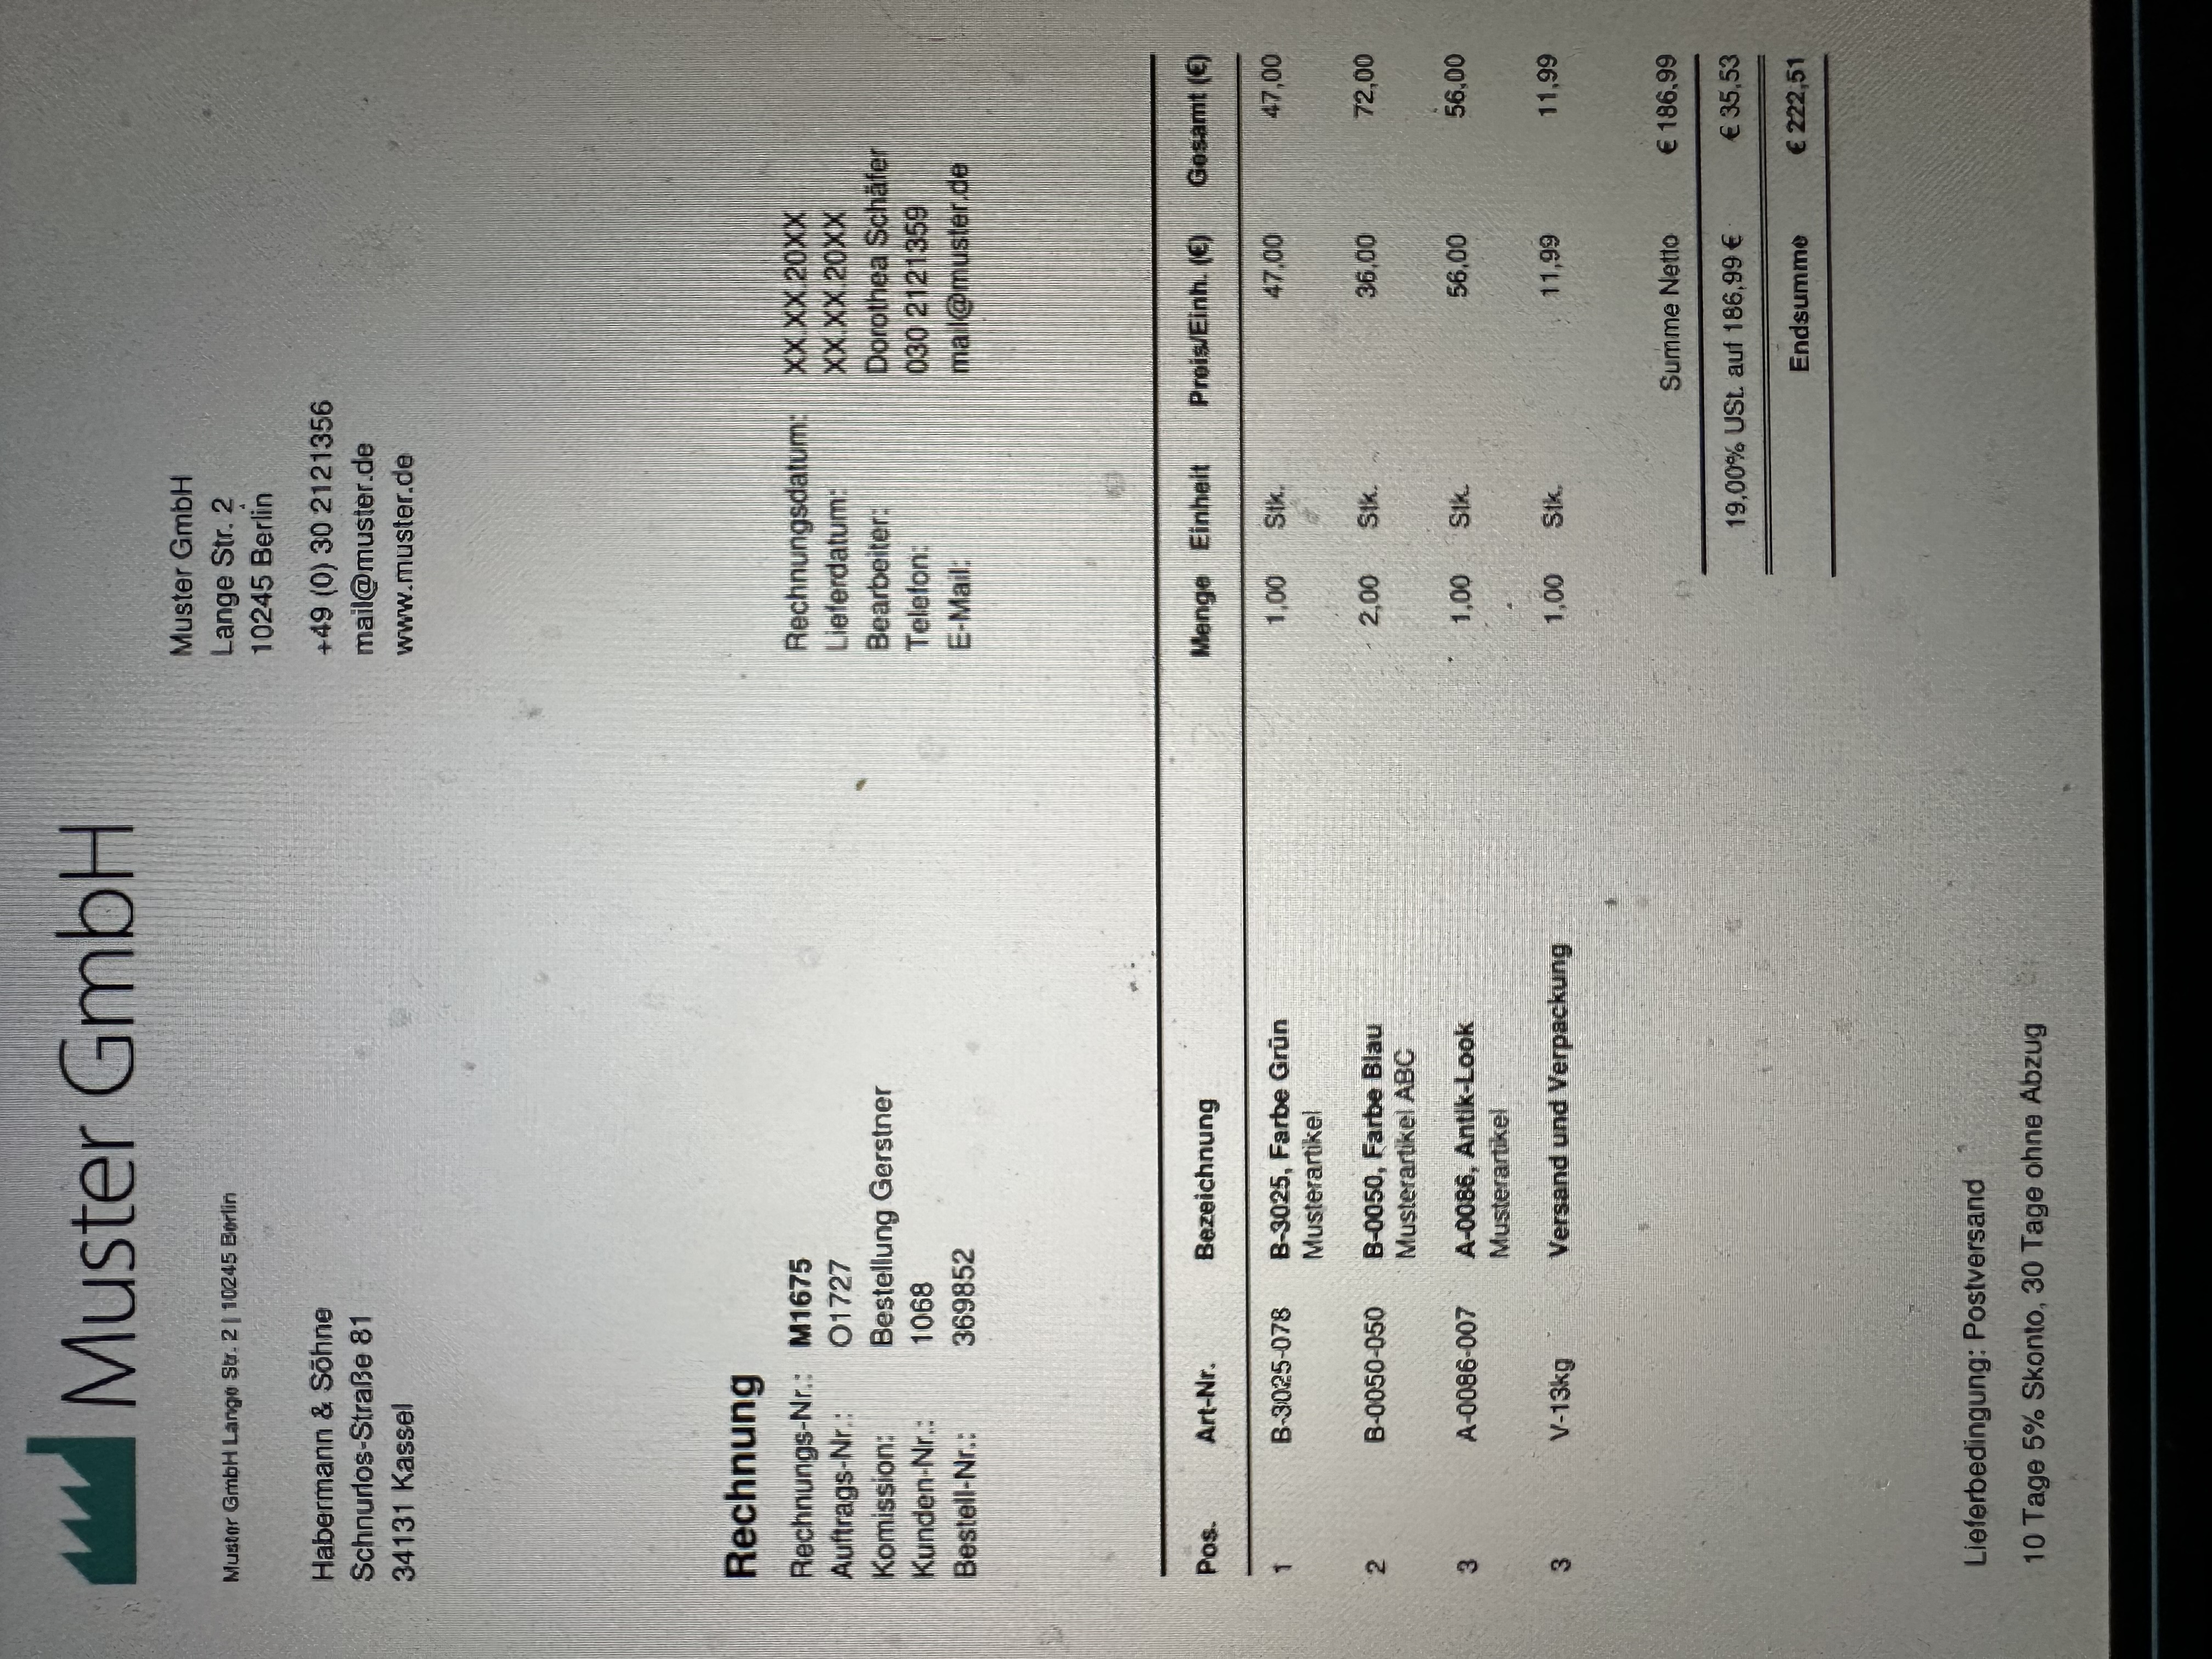 Muster GmbH
Muster GmbH Lange Str. 2 | 10245 Berlin
Muster GmbH
Lange Str. 2
10245 Berlin
+49 (0) 30 2121356
mail@muster.de
www.muster.de
Habermann & Söhne
Schnurlos-Straße 81
34131 Kassel
Rechnung
Rechnungs-Nr.: M1675
Auftrags-Nr.: O1727
Komission: Bestellung Gerstner
Kunden-Nr.: 1068
Bestell-Nr.: 369852
Rechnungsdatum: XX.XX.20XX
Lieferdatum: XX.XX.20XX
Bearbeiter: Dorothea Schäfer
Telefon: 030 2121359
E-Mail: mail@muster.de
Pos. Art-Nr. Bezeichnung Menge Einheit Preis/Einh. (€) Gesamt (€)
1 B-3025-078 B-3025, Farbe Grün 1,00 Stk. 47,00 47,00
Musterartikel
2 B-0050-050 B-0050, Farbe Blau 2,00 Stk. 36,00 72,00
Musterartikel ABC
3 A-0086-007 A-0086, Antik-Look 1,00 Stk. 56,00 56,00
Musterartikel
3 V-13kg Versand und Verpackung 1,00 Stk. 11,99 11,99
Summe Netto € 186,99
19,00% USt. auf 186,99 € € 35,53
Endsumme € 222,51
Lieferbedingung: Postversand
10 Tage 5% Skonto, 30 Tage ohne Abzug